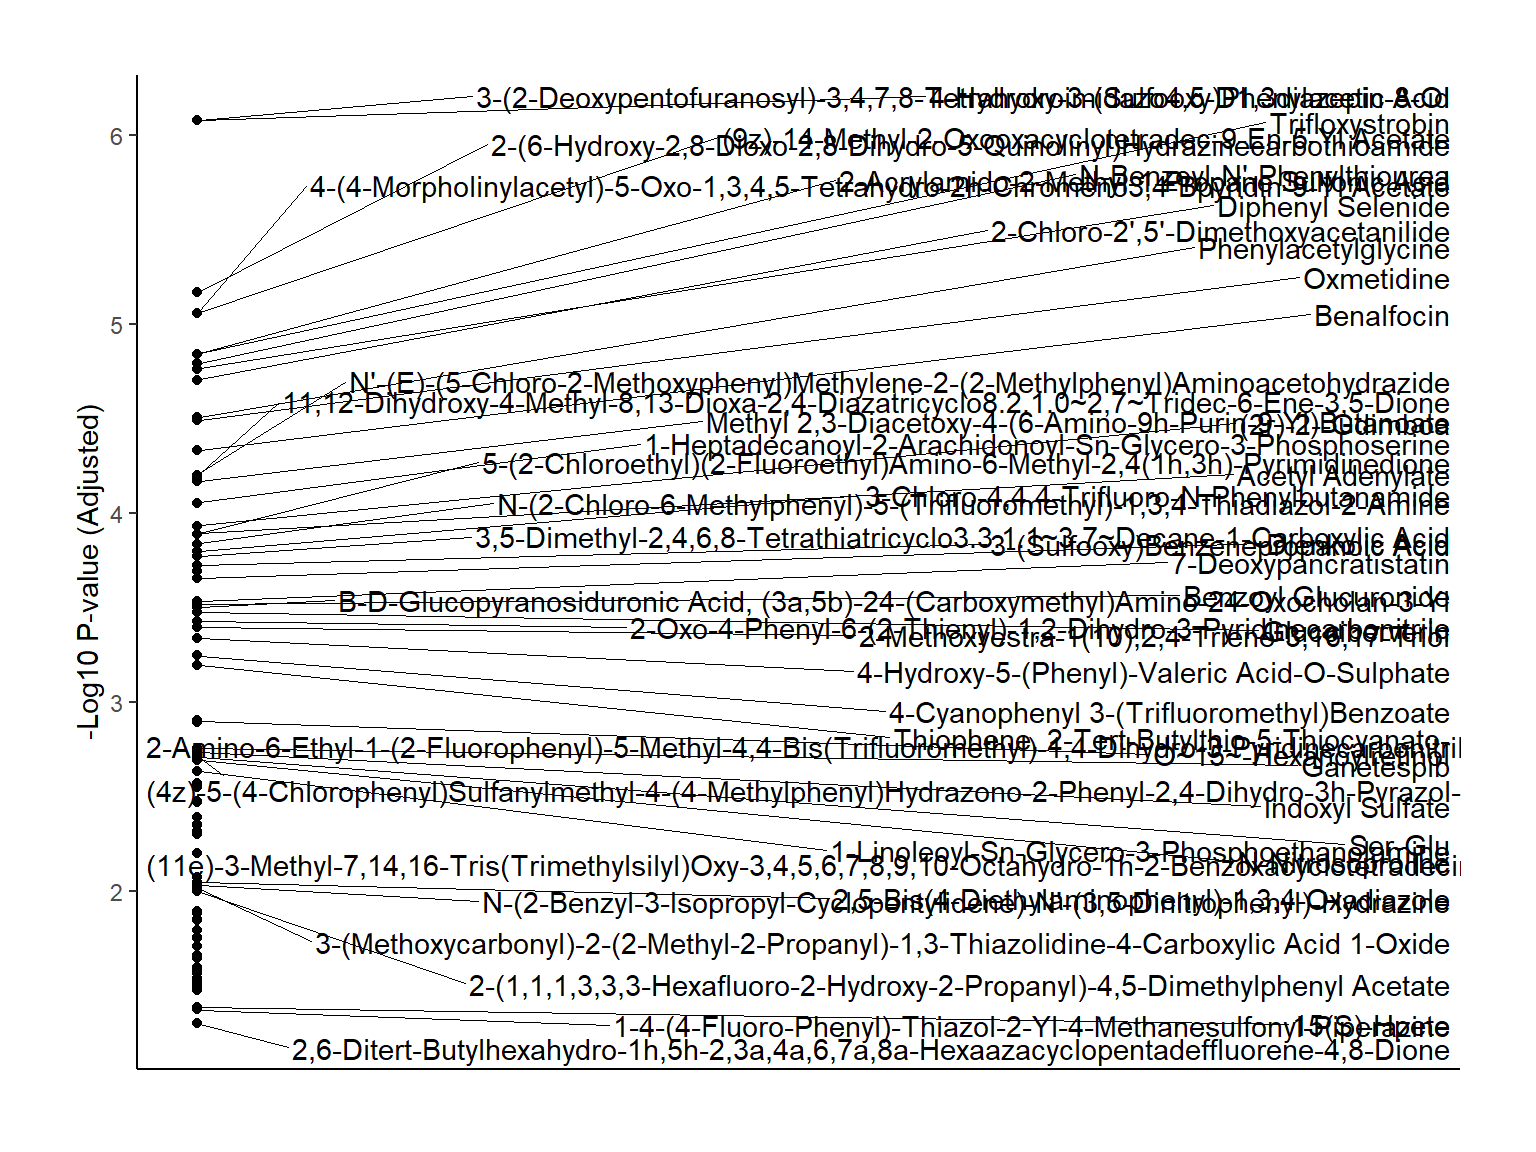 3-(2-Deoxypentofuranosyl)-3,4,7,8-Tetrahydroimidazo4,5-D1,3diazepin-8-Ol
4-Hydroxy-3-(Sulfooxy)Phenylacetic Acid
6
Trifloxystrobin
(9z)-14-Methyl-2-Oxooxacyclotetradec-9-En-6-Yl Acetate
2-(6-Hydroxy-2,8-Dioxo-2,8-Dihydro-5-Quinolinyl)Hydrazinecarbothioamide
N-Benzoyl-N'-Phenylthiourea
2-Acrylamido-2-Methyl-1-Propane Sulfonic Acid
4-(4-Morpholinylacetyl)-5-Oxo-1,3,4,5-Tetrahydro-2h-Chromeno3,4-Bpyridin-9-Yl Acetate
Diphenyl Selenide
2-Chloro-2',5'-Dimethoxyacetanilide
Phenylacetylglycine
Oxmetidine
Benalfocin
5
N'-(E)-(5-Chloro-2-Methoxyphenyl)Methylene-2-(2-Methylphenyl)Aminoacetohydrazide
11,12-Dihydroxy-4-Methyl-8,13-Dioxa-2,4-Diazatricyclo8.2.1.0~2,7~Tridec-6-Ene-3,5-Dione
Methyl 2,3-Diacetoxy-4-(6-Amino-9h-Purin-9-Yl)Butanoate
1-Heptadecanoyl-2-Arachidonoyl-Sn-Glycero-3-Phosphoserine
5-(2-Chloroethyl)(2-Fluoroethyl)Amino-6-Methyl-2,4(1h,3h)-Pyrimidinedione
Acetyl Adenylate
3-Chloro-4,4,4-Trifluoro-N-Phenylbutanamide
N-(2-Chloro-6-Methylphenyl)-5-(Trifluoromethyl)-1,3,4-Thiadiazol-2-Amine
4
3,5-Dimethyl-2,4,6,8-Tetrathiatricyclo3.3.1.1~3,7~Decane-1-Carboxylic Acid
3-(Sulfooxy)Benzenepropanoic Acid
7-Deoxypancratistatin
Benzoyl Glucuronide
B-D-Glucopyranosiduronic Acid, (3a,5b)-24-(Carboxymethyl)Amino-24-Oxocholan-3-Yl
2-Oxo-4-Phenyl-6-(2-Thienyl)-1,2-Dihydro-3-Pyridinecarbonitrile
2-Methoxyestra-1(10),2,4-Triene-3,16,17-Triol
4-Hydroxy-5-(Phenyl)-Valeric Acid-O-Sulphate
3
4-Cyanophenyl 3-(Trifluoromethyl)Benzoate
Thiophene, 2-Tert-Butylthio-5-Thiocyanato-
2-Amino-6-Ethyl-1-(2-Fluorophenyl)-5-Methyl-4,4-Bis(Trifluoromethyl)-1,4-Dihydro-3-Pyridinecarbonitril
O~15~-Hexanoylretinol
Ganetespib
(4z)-5-(4-Chlorophenyl)Sulfanylmethyl-4-(4-Methylphenyl)Hydrazono-2-Phenyl-2,4-Dihydro-3h-Pyrazol-
Indoxyl Sulfate
Ser-Glu
1-Linoleoyl-Sn-Glycero-3-Phosphoethanolamine
N-Nitrosoproline
(11e)-3-Methyl-7,14,16-Tris(Trimethylsilyl)Oxy-3,4,5,6,7,8,9,10-Octahydro-1h-2-Benzoxacyclotetradecin
2
2,5-Bis(4-Diethylaminophenyl)-1,3,4-Oxadiazole
N-(2-Benzyl-3-Isopropyl-Cyclopentylidene)-N'-(3,5-Dinitrophenyl)-Hydrazine
3-(Methoxycarbonyl)-2-(2-Methyl-2-Propanyl)-1,3-Thiazolidine-4-Carboxylic Acid 1-Oxide
2-(1,1,1,3,3,3-Hexafluoro-2-Hydroxy-2-Propanyl)-4,5-Dimethylphenyl Acetate
15(S)-Hpete
1-4-(4-Fluoro-Phenyl)-Thiazol-2-Yl-4-Methanesulfonyl-Piperazine
2,6-Ditert-Butylhexahydro-1h,5h-2,3a,4a,6,7a,8a-Hexaazacyclopentadeffluorene-4,8-Dione
-Log10 P-value (Adjusted)